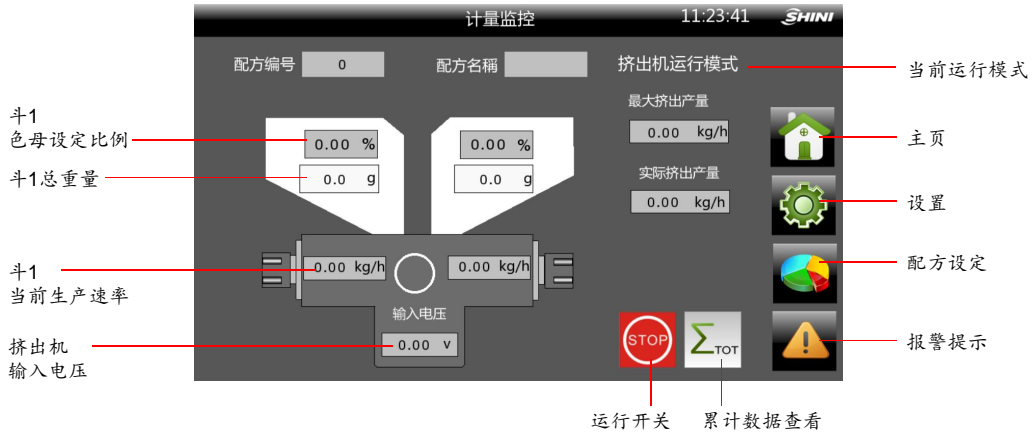 计量监控 11:23:41 SHINI
配方编号 0 配方名稱 挤出机运行模式
当前运行模式
最大挤出产量
斗1
色母设定比例
0.00 % 0.00 % 0.00 kg/h
主页
斗1总重量 0.0 g 0.0 g
实际挤出产量
0.00 kg/h
设置
斗1
当前生产速率
0.00 kg/h 0.00 kg/h
配方设定
输入电压
挤出机
输入电压
0.00 v
STOP
ΣTOT
报警提示
运行开关 累计数据查看